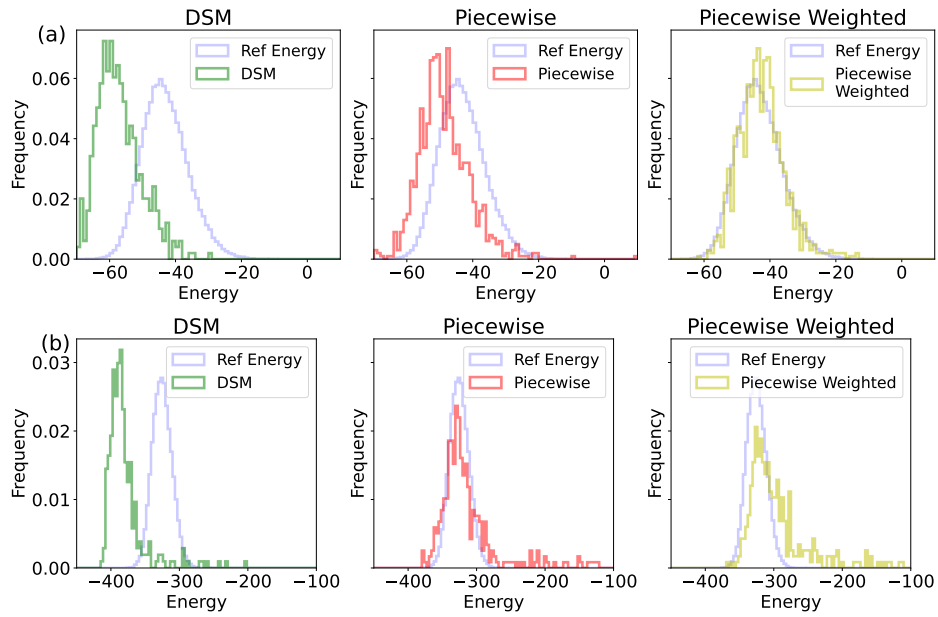 (a)
DSM
Piecewise
Piecewise Weighted
Ref Energy
DSM
Ref Energy
Piecewise
Ref Energy
Piecewise
Weighted
Frequency
Frequency
Frequency
0.06
0.04
0.02
0.00
−60 −40 −20 0
−60 −40 −20 0
−60 −40 −20 0
Energy
Energy
Energy
(b)
DSM
Piecewise
Piecewise Weighted
Ref Energy
DSM
Ref Energy
Piecewise
Ref Energy
Piecewise Weighted
Frequency
Frequency
Frequency
0.03
0.02
0.01
0.00
−400 −300 −200 −100
−400 −300 −200 −100
−400 −300 −200 −100
Energy
Energy
Energy